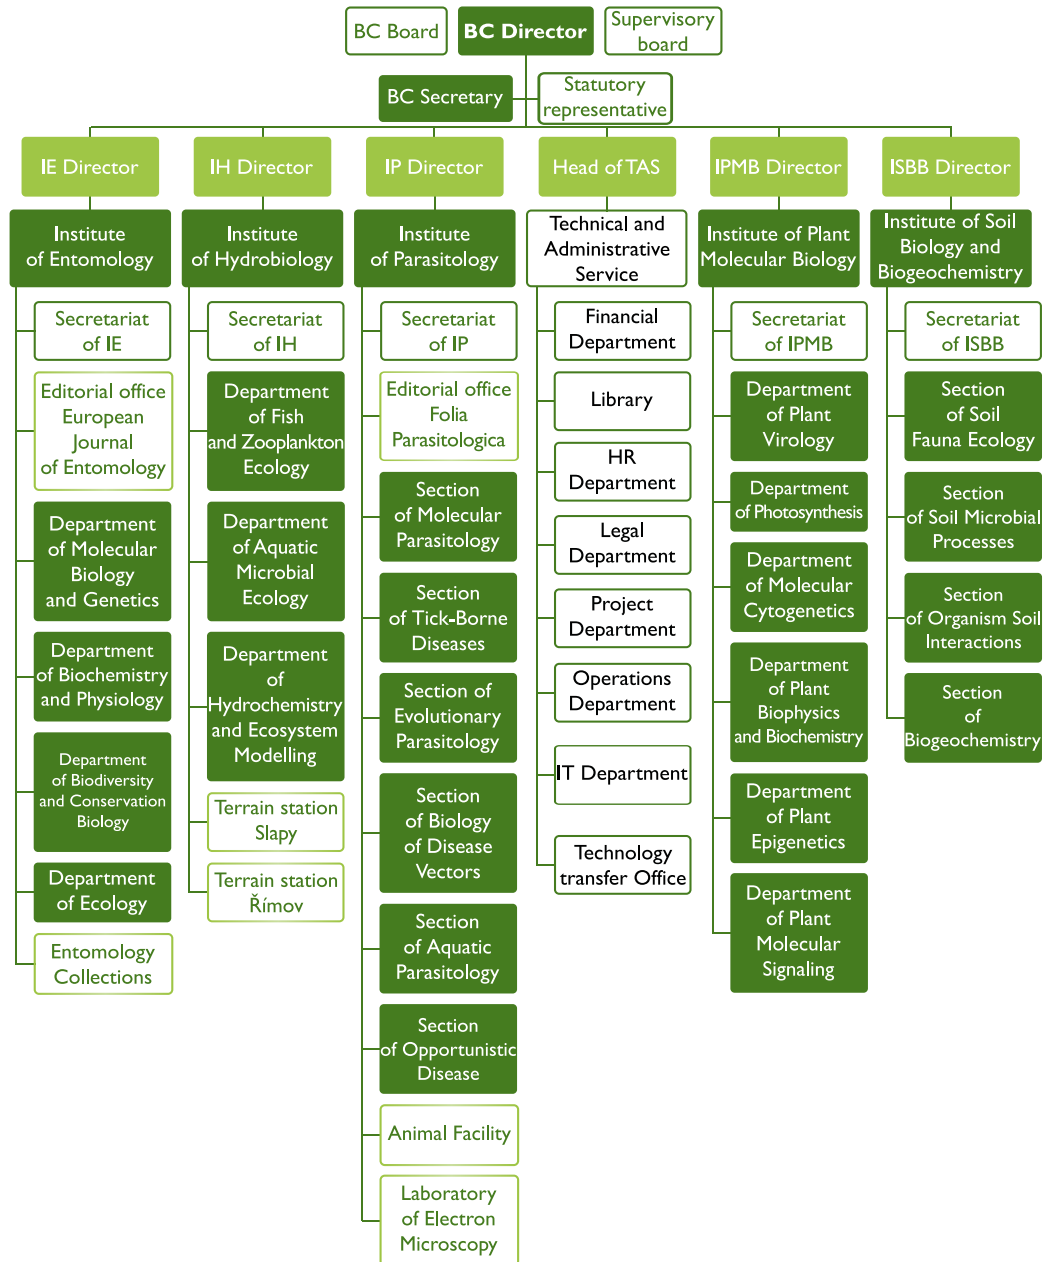 BC Board
BC Director
Supervisory
board
BC Secretary
Statutory
representative
IE Director
IH Director
IP Director
Head of TAS
IPMB Director
ISBB Director
Institute
of Entomology
Secretariat
of IE
Editorial office
European
Journal
of Entomology
Department
of Molecular
Biology
and Genetics
Department
of Biochemistry
and Physiology
Department
of Biodiversity
and Conservation
Biology
Department
of Ecology
Entomology
Collections
Institute
of Hydrobiology
Secretariat
of IH
Department
of Fish
and Zooplankton
Ecology
Department
of Aquatic
Microbial
Ecology
Department
of
Hydrochemistry
and Ecosystem
Modelling
Terrain station
Slapy
Terrain station
Římov
Institute
of Parasitology
Secretariat
of IP
Editorial office
Folia
Parasitologica
Section
of Molecular
Parasitology
Section
of Tick-Borne
Diseases
Section of
Evolutionary
Parasitology
Section
of Biology
of Disease
Vectors
Section
of Aquatic
Parasitology
Section
of Opportunistic
Disease
Animal Facility
Laboratory
of Electron
Microscopy
Technical and
Administrative
Service
Financial
Department
Library
HR
Department
Legal
Department
Project
Department
Operations
Department
IT Department
Technology
transfer Office
Institute of Plant
Molecular Biology
Secretariat
of IPMB
Department
of Plant
Virology
Department
of Photosynthesis
Department
of Molecular
Cytogenetics
Department
of Plant
Biophysics
and Biochemistry
Department
of Plant
Epigenetics
Department
of Plant
Molecular
Signaling
Institute of Soil
Biology and
Biogeochemistry
Secretariat
of ISBB
Section
of Soil
Fauna Ecology
Section
of Soil Microbial
Processes
Section
of Organism Soil
Interactions
Section
of
Biogeochemistry